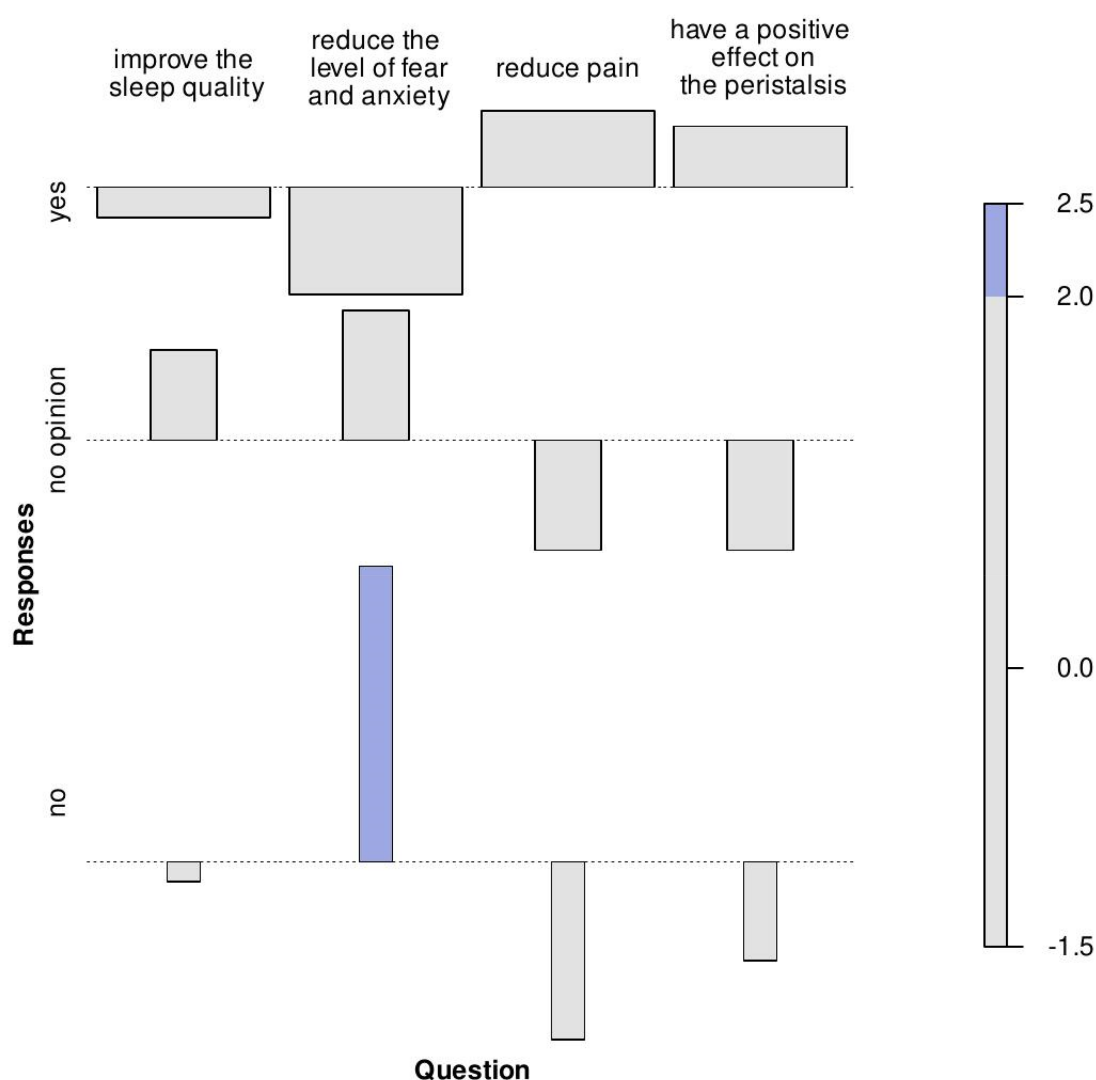 improve the
sleep quality
reduce the
level of fear
and anxiety
reduce pain
have a positive
effect on
the peristalsis
yes
no opinion
no
Responses
Question
2.5
2.0
0.0
-1.5